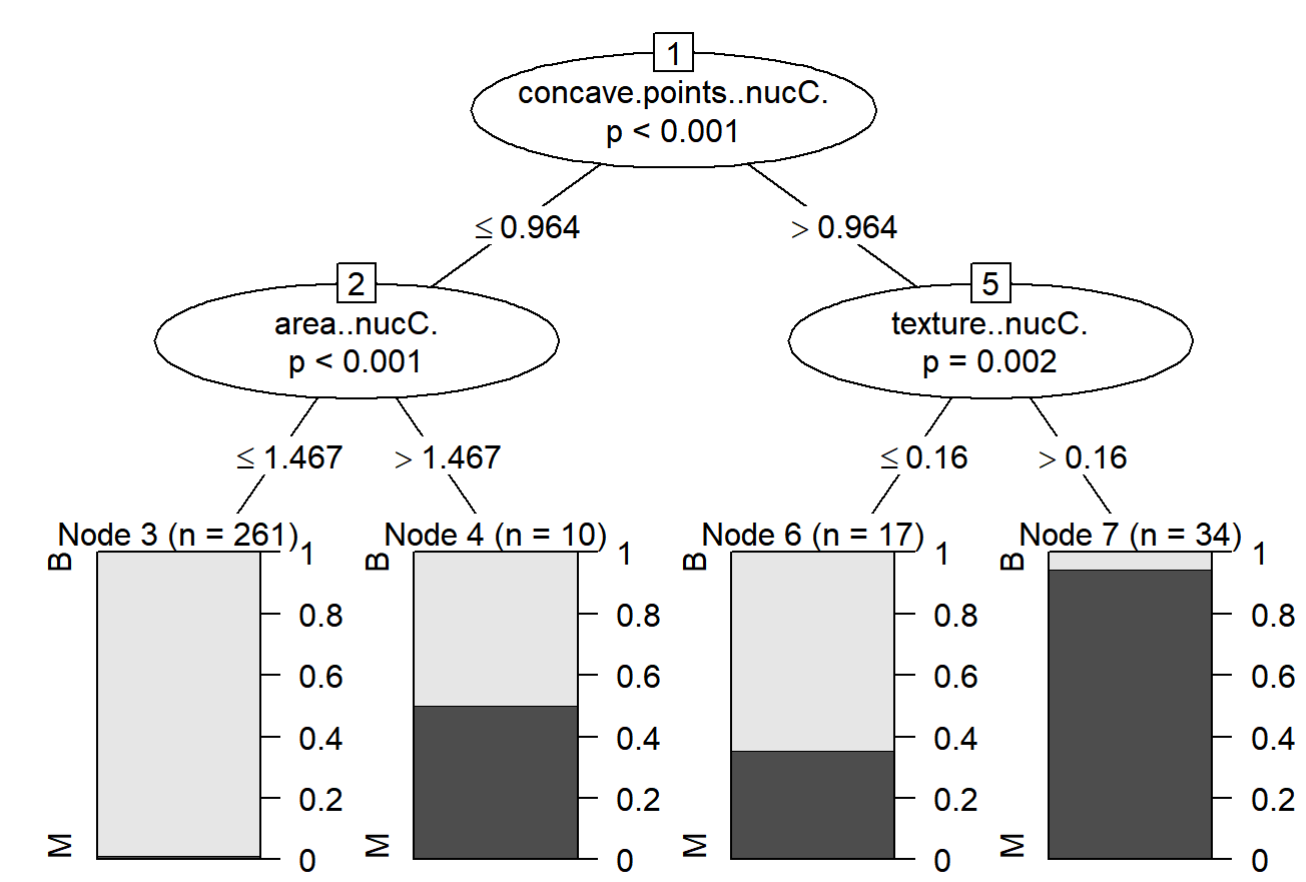 1
concave.points..nucC.
p < 0.001
≤ 0.964
> 0.964
2
area..nucC.
p < 0.001
5
texture..nucC.
p = 0.002
≤ 1.467
> 1.467
≤ 0.16
> 0.16
Node 3 (n = 261)
B
M
1
0.8
0.6
0.4
0.2
0
Node 4 (n = 10)
B
M
1
0.8
0.6
0.4
0.2
0
Node 6 (n = 17)
B
M
1
0.8
0.6
0.4
0.2
0
Node 7 (n = 34)
B
M
1
0.8
0.6
0.4
0.2
0